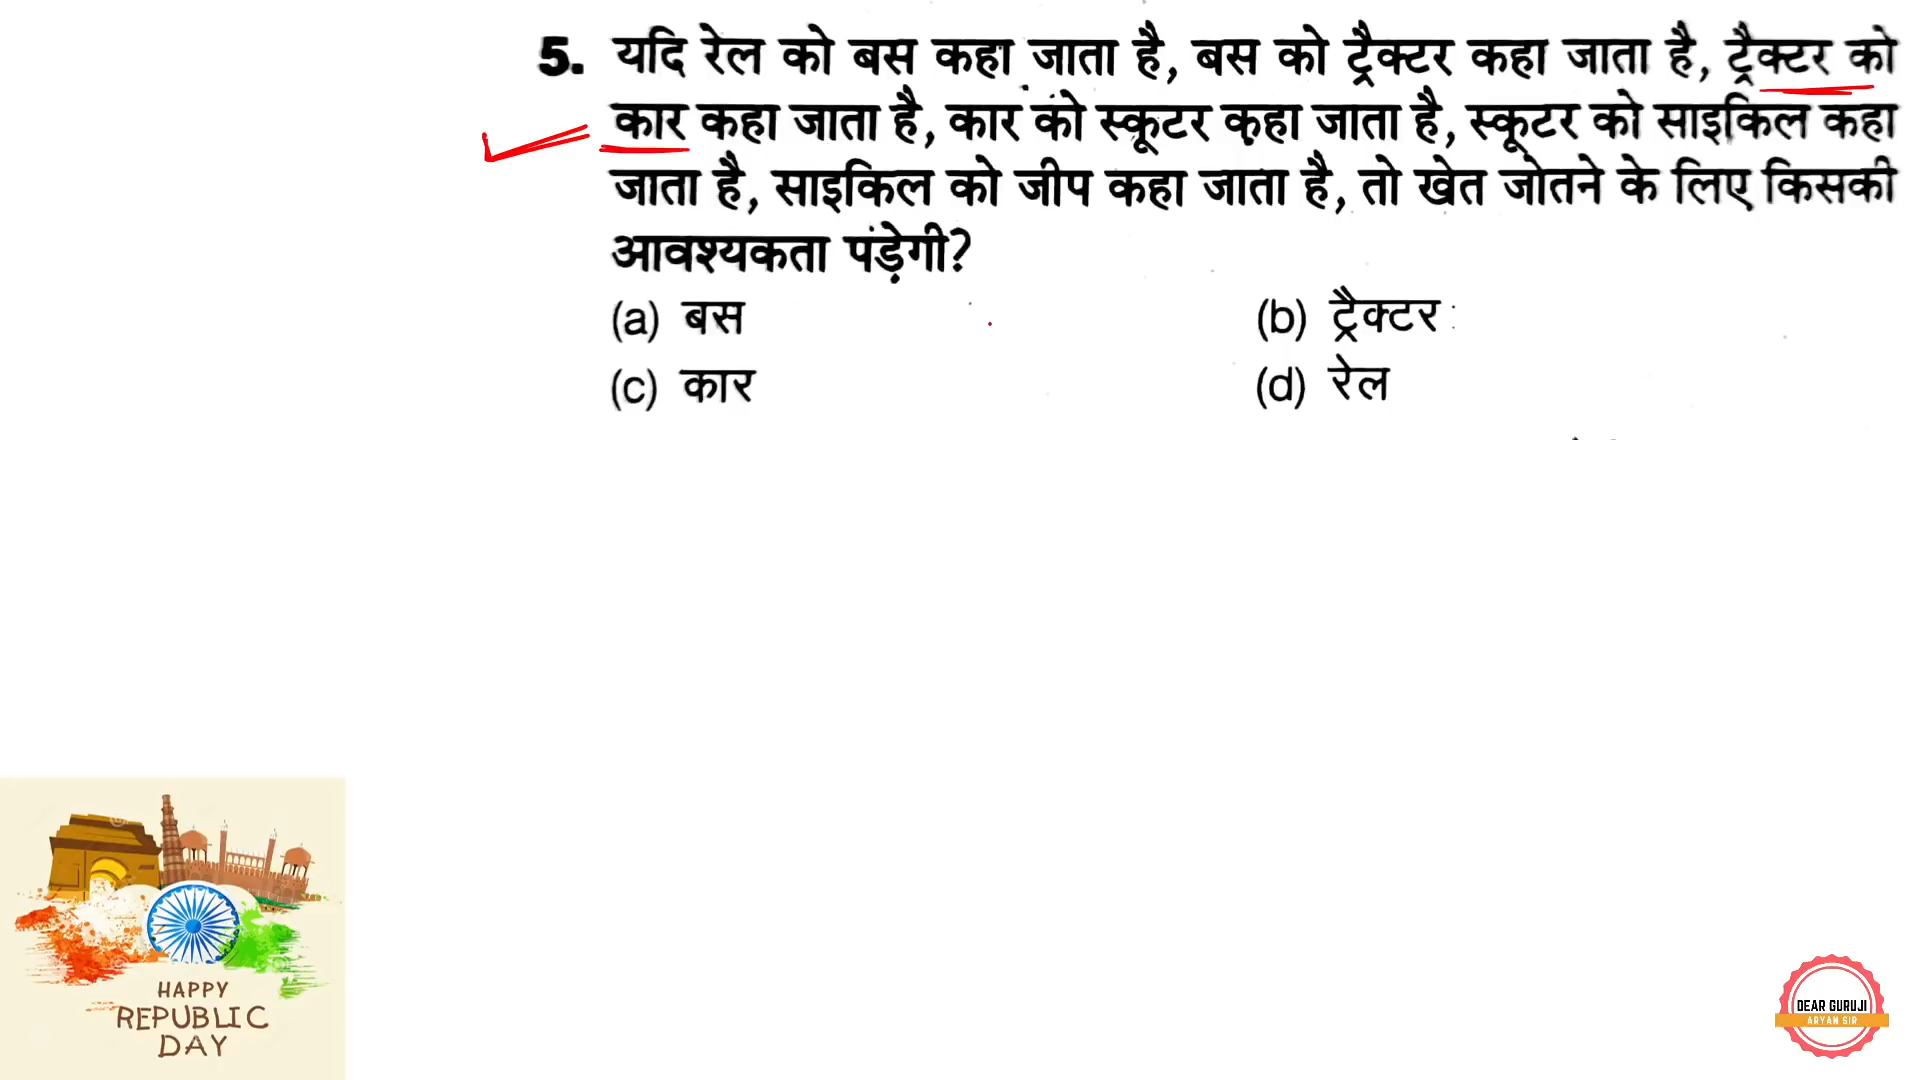 5. यदि रेल को बस कहा जाता है, बस को ट्रैक्टर कहा जाता है, ट्रैक्टर को
कार कहा जाता है, कार को स्कूटर कहा जाता है, स्कूटर को साइकिल कहा
जाता है, साइकिल को जीप कहा जाता है, तो खेत जोतने के लिए किसकी
आवश्यकता पड़ेगी?
(a) बस (b) ट्रैक्टर
(c) कार (d) रेल
HAPPY
REPUBLIC
DAY
DEAR GURUJI
ARYAN SIR